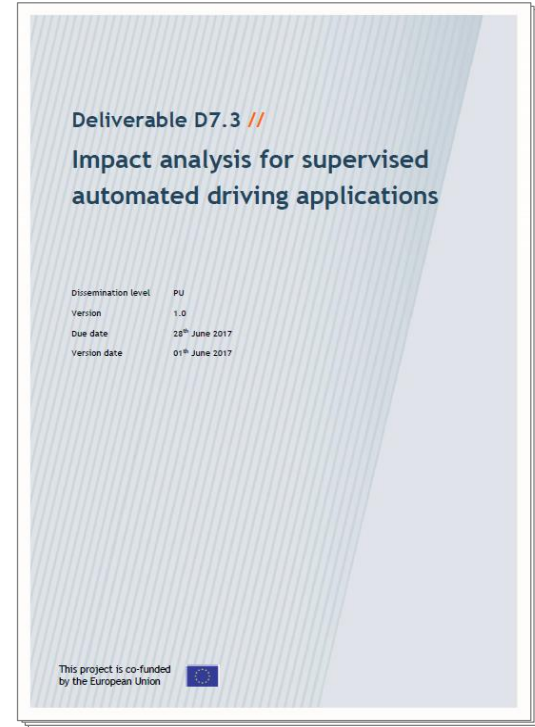 Deliverable D7.3 //
Impact analysis for supervised
automated driving applications
Dissemination level PU
Version 1.0
Due date 28th June 2017
Version date 01th June 2017
This project is co-funded
by the European Union